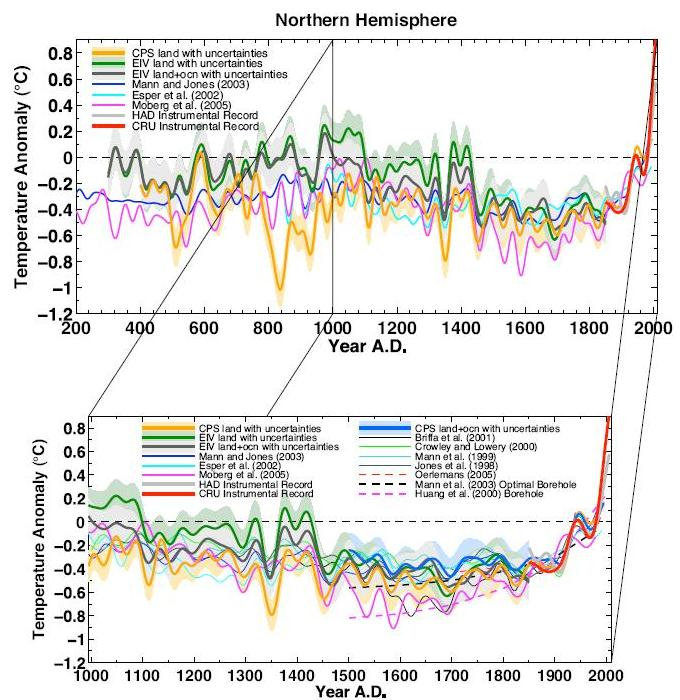 Northern Hemisphere
Temperature Anomaly (°C)
0.8
0.6
0.4
0.2
0
−0.2
−0.4
−0.6
−0.8
−1
−1.2
CPS land with uncertainties
EIV land with uncertainties
EIV land+ocn with uncertainties
Mann and Jones (2003)
Esper et al. (2002)
Moberg et al. (2005)
HAD Instrumental Record
CRU Instrumental Record
200 400 600 800 1000 1200 1400 1600 1800 2000
Year A.D.
Temperature Anomaly (°C)
0.8
0.6
0.4
0.2
0
−0.2
−0.4
−0.6
−0.8
−1
−1.2
CPS land with uncertainties
EIV land with uncertainties
EIV land+ocn with uncertainties
Mann and Jones (2003)
Esper et al. (2002)
Moberg et al. (2005)
HAD Instrumental Record
CRU Instrumental Record
CPS land+ocn with uncertainties
Briffa et al. (2001)
Crowley and Lowery (2000)
Mann et al. (1999)
Jones et al. (1998)
Oerlemans (2005)
Mann et al. (2003) Optimal Borehole
Huang et al. (2000) Borehole
1000 1100 1200 1300 1400 1500 1600 1700 1800 1900 2000
Year A.D.